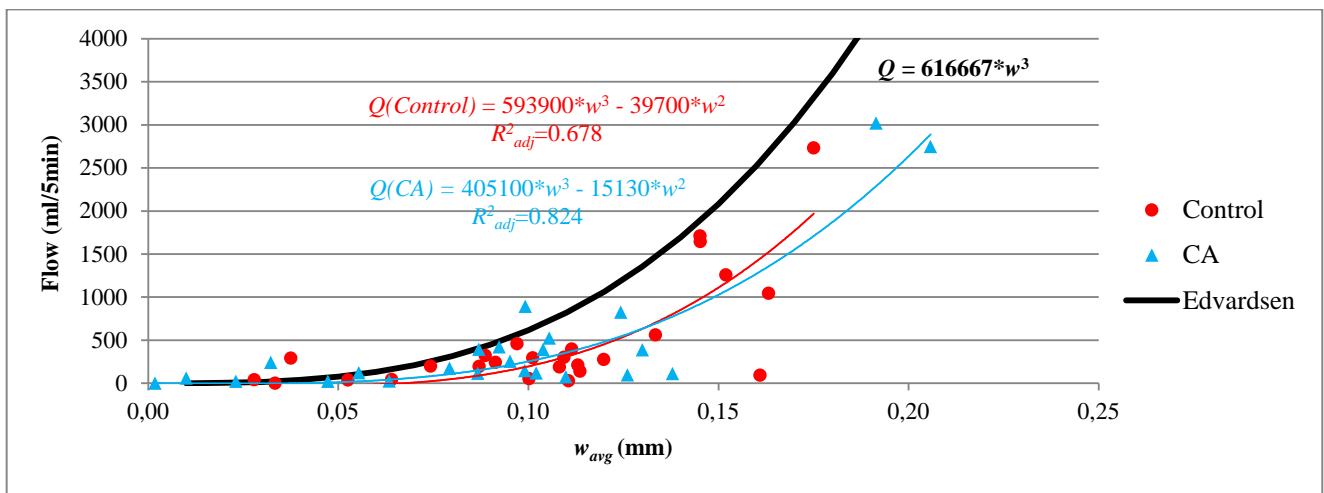 4000
3500
3000
2500
2000
1500
1000
500
0
Flow (ml/5min)
Q = 616667*w³
Q(Control) = 593900*w³ - 39700*w²
R²adj=0.678
Q(CA) = 405100*w³ - 15130*w²
R²adj=0.824
Control
CA
Edvardsen
0,00 0,05 0,10 0,15 0,20 0,25
wavg (mm)